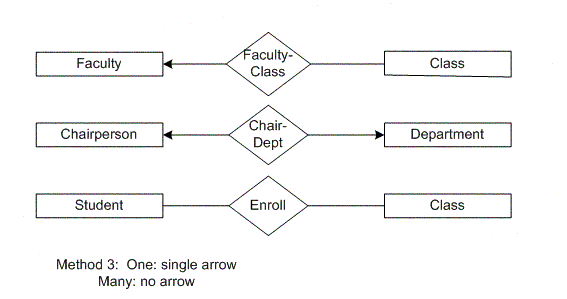 Faculty
Faculty-
Class
Class
Chairperson
Chair-
Dept
Department
Student
Enroll
Class
Method 3: One: single arrow
Many: no arrow